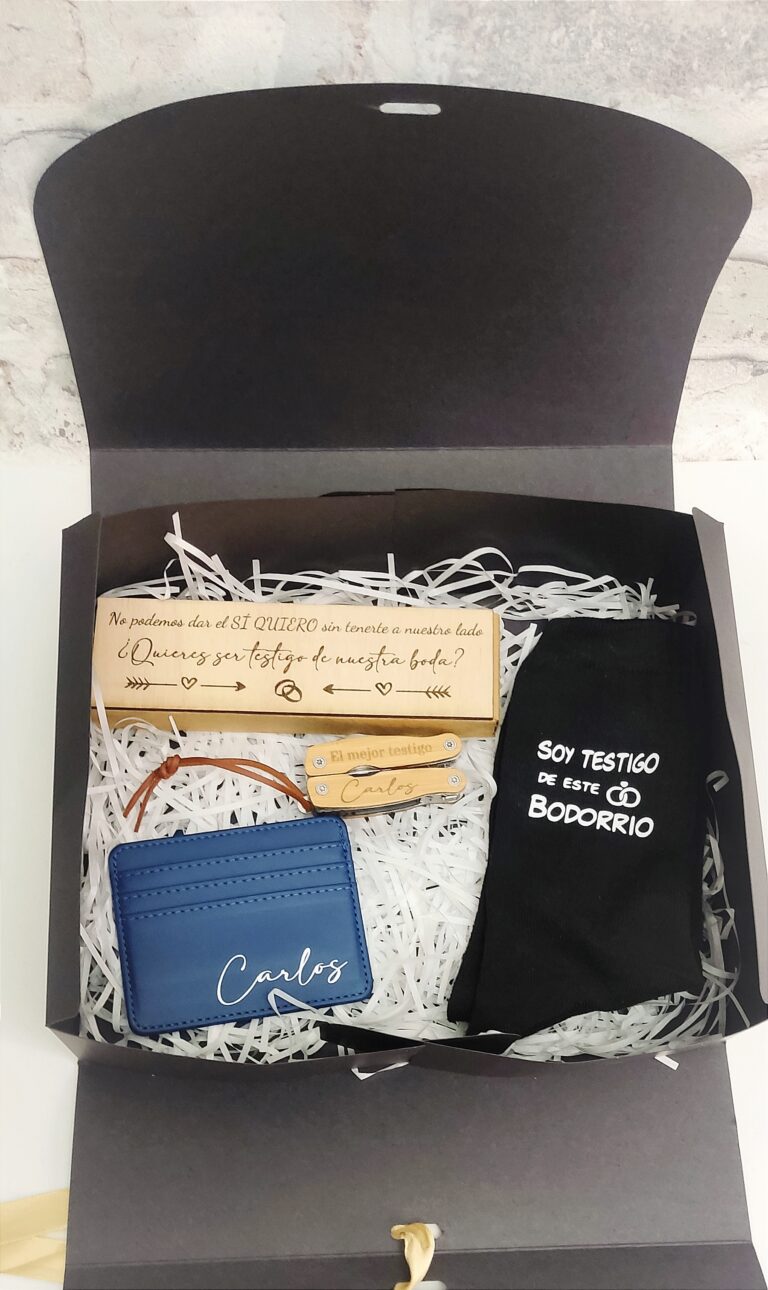 No podemos dar el SÍ QUIERO sin tenerte a nuestro lado
¿Quieres ser testigo de nuestra boda?
El mejor testigo
Carlos
SOY TESTIGO
DE ESTE
BODORRIO
Carlos